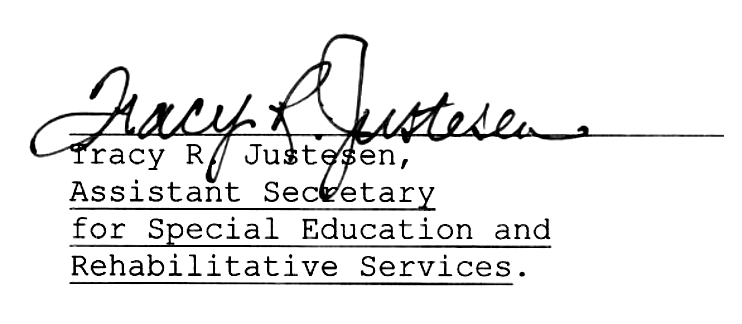 Tracy R. Justesen
Tracy R. Justesen,
Assistant Secretary
for Special Education and
Rehabilitative Services.